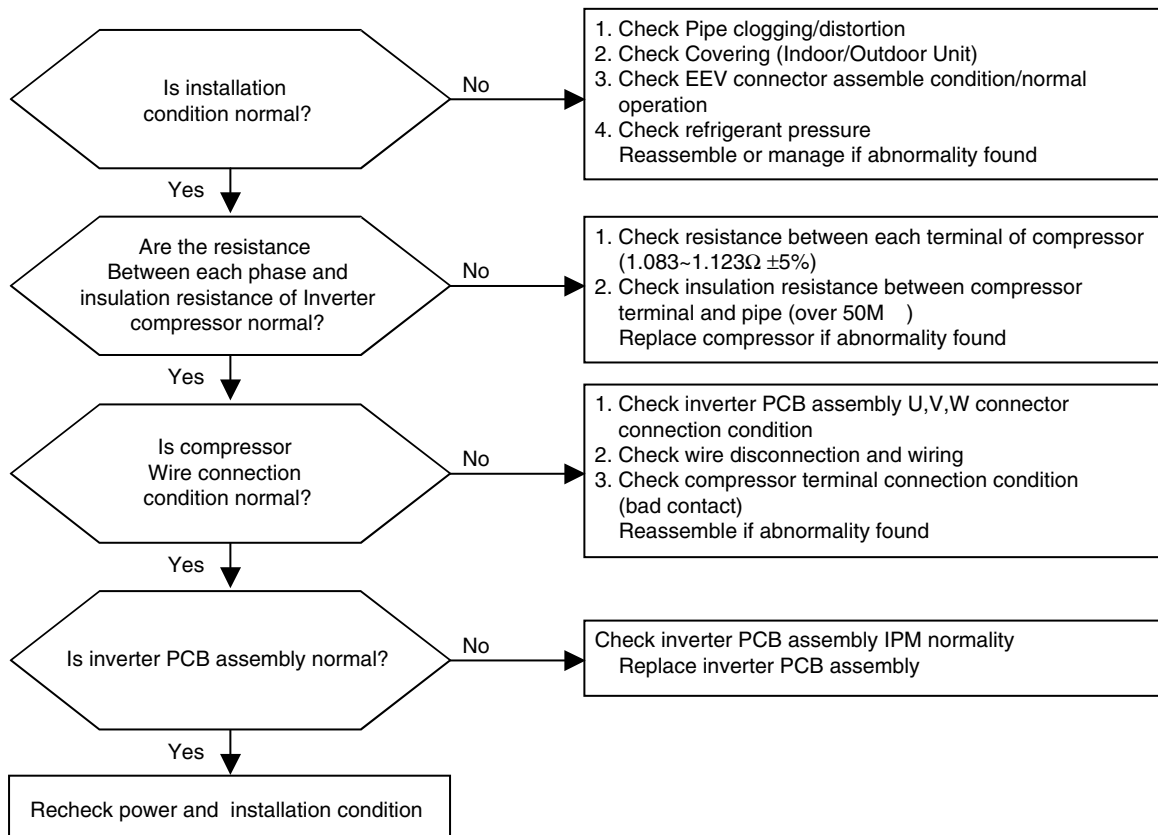 Is installation
condition normal?
No
1. Check Pipe clogging/distortion
2. Check Covering (Indoor/Outdoor Unit)
3. Check EEV connector assemble condition/normal
operation
4. Check refrigerant pressure
Reassemble or manage if abnormality found
Yes
Are the resistance
Between each phase and
insulation resistance of Inverter
compressor normal?
No
1. Check resistance between each terminal of compressor
(1.083~1.123Ω ±5%)
2. Check insulation resistance between compressor
terminal and pipe (over 50M )
Replace compressor if abnormality found
Yes
Is compressor
Wire connection
condition normal?
No
1. Check inverter PCB assembly U,V,W connector
connection condition
2. Check wire disconnection and wiring
3. Check compressor terminal connection condition
(bad contact)
Reassemble if abnormality found
Yes
Is inverter PCB assembly normal?
No
Check inverter PCB assembly IPM normality
Replace inverter PCB assembly
Yes
Recheck power and installation condition